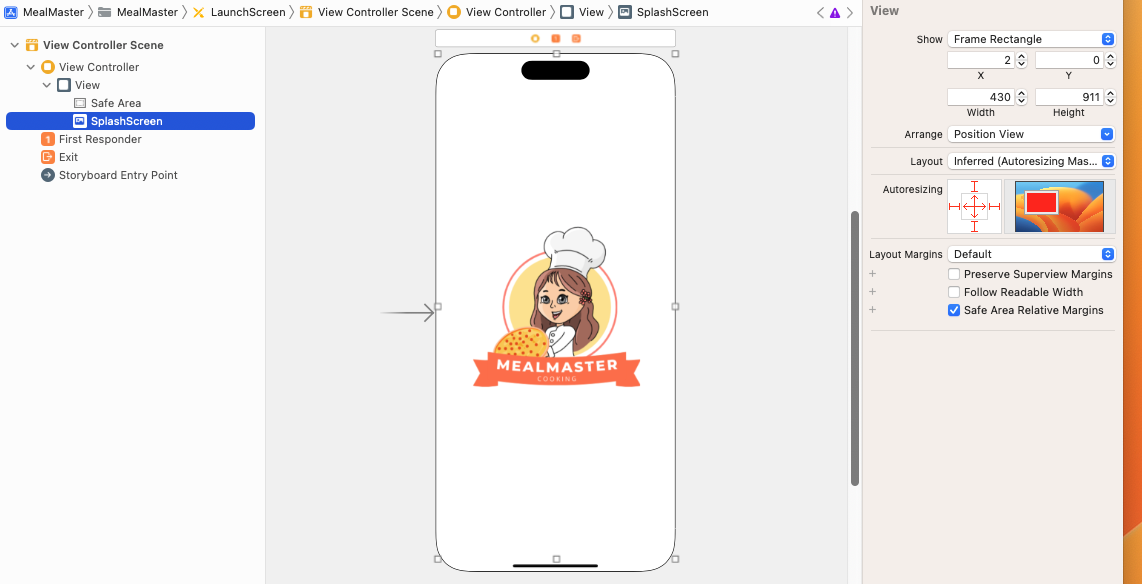 MealMaster MealMaster LaunchScreen View Controller Scene View Controller View SplashScreen
View Controller Scene
View Controller
View
Safe Area
SplashScreen
1 First Responder
Exit
Storyboard Entry Point
MEALMASTER
COOKING
View
Show Frame Rectangle
2 0
X Y
430 911
Width Height
Arrange Position View
Layout Inferred (Autoresizing Mas...
Autoresizing
Layout Margins Default
+ Preserve Superview Margins
+ Follow Readable Width
+ Safe Area Relative Margins